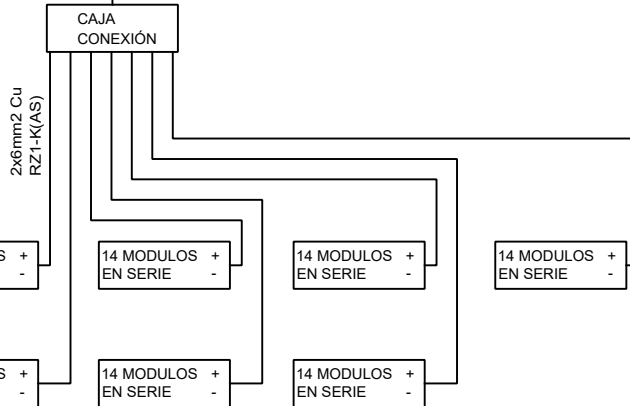 CAJA
CONEXIÓN
2x6mm2 Cu
RZ1-K(AS)
S +
-
14 MODULOS +
EN SERIE -
14 MODULOS +
EN SERIE -
14 MODULOS +
EN SERIE -
S +
-
14 MODULOS +
EN SERIE -
14 MODULOS +
EN SERIE -